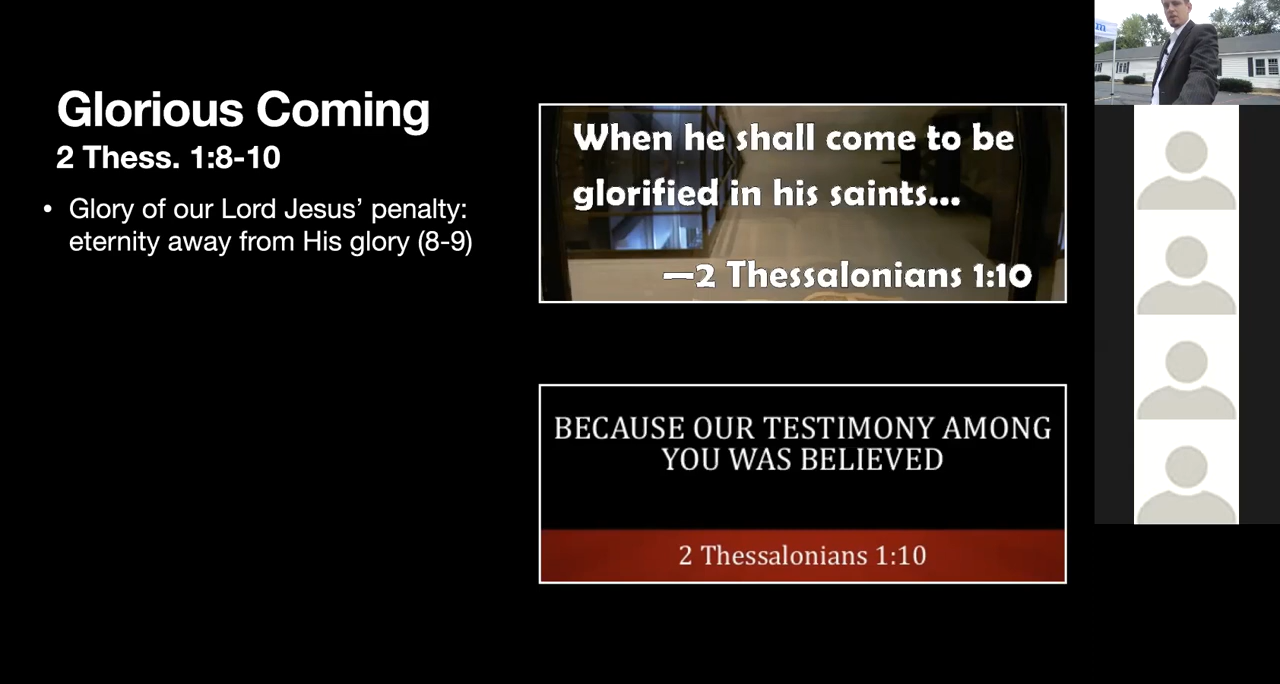 Glorious Coming
2 Thess. 1:8-10
• Glory of our Lord Jesus’ penalty:
eternity away from His glory (8-9)
When he shall come to be
glorified in his saints...
—2 Thessalonians 1:10
BECAUSE OUR TESTIMONY AMONG
YOU WAS BELIEVED
2 Thessalonians 1:10